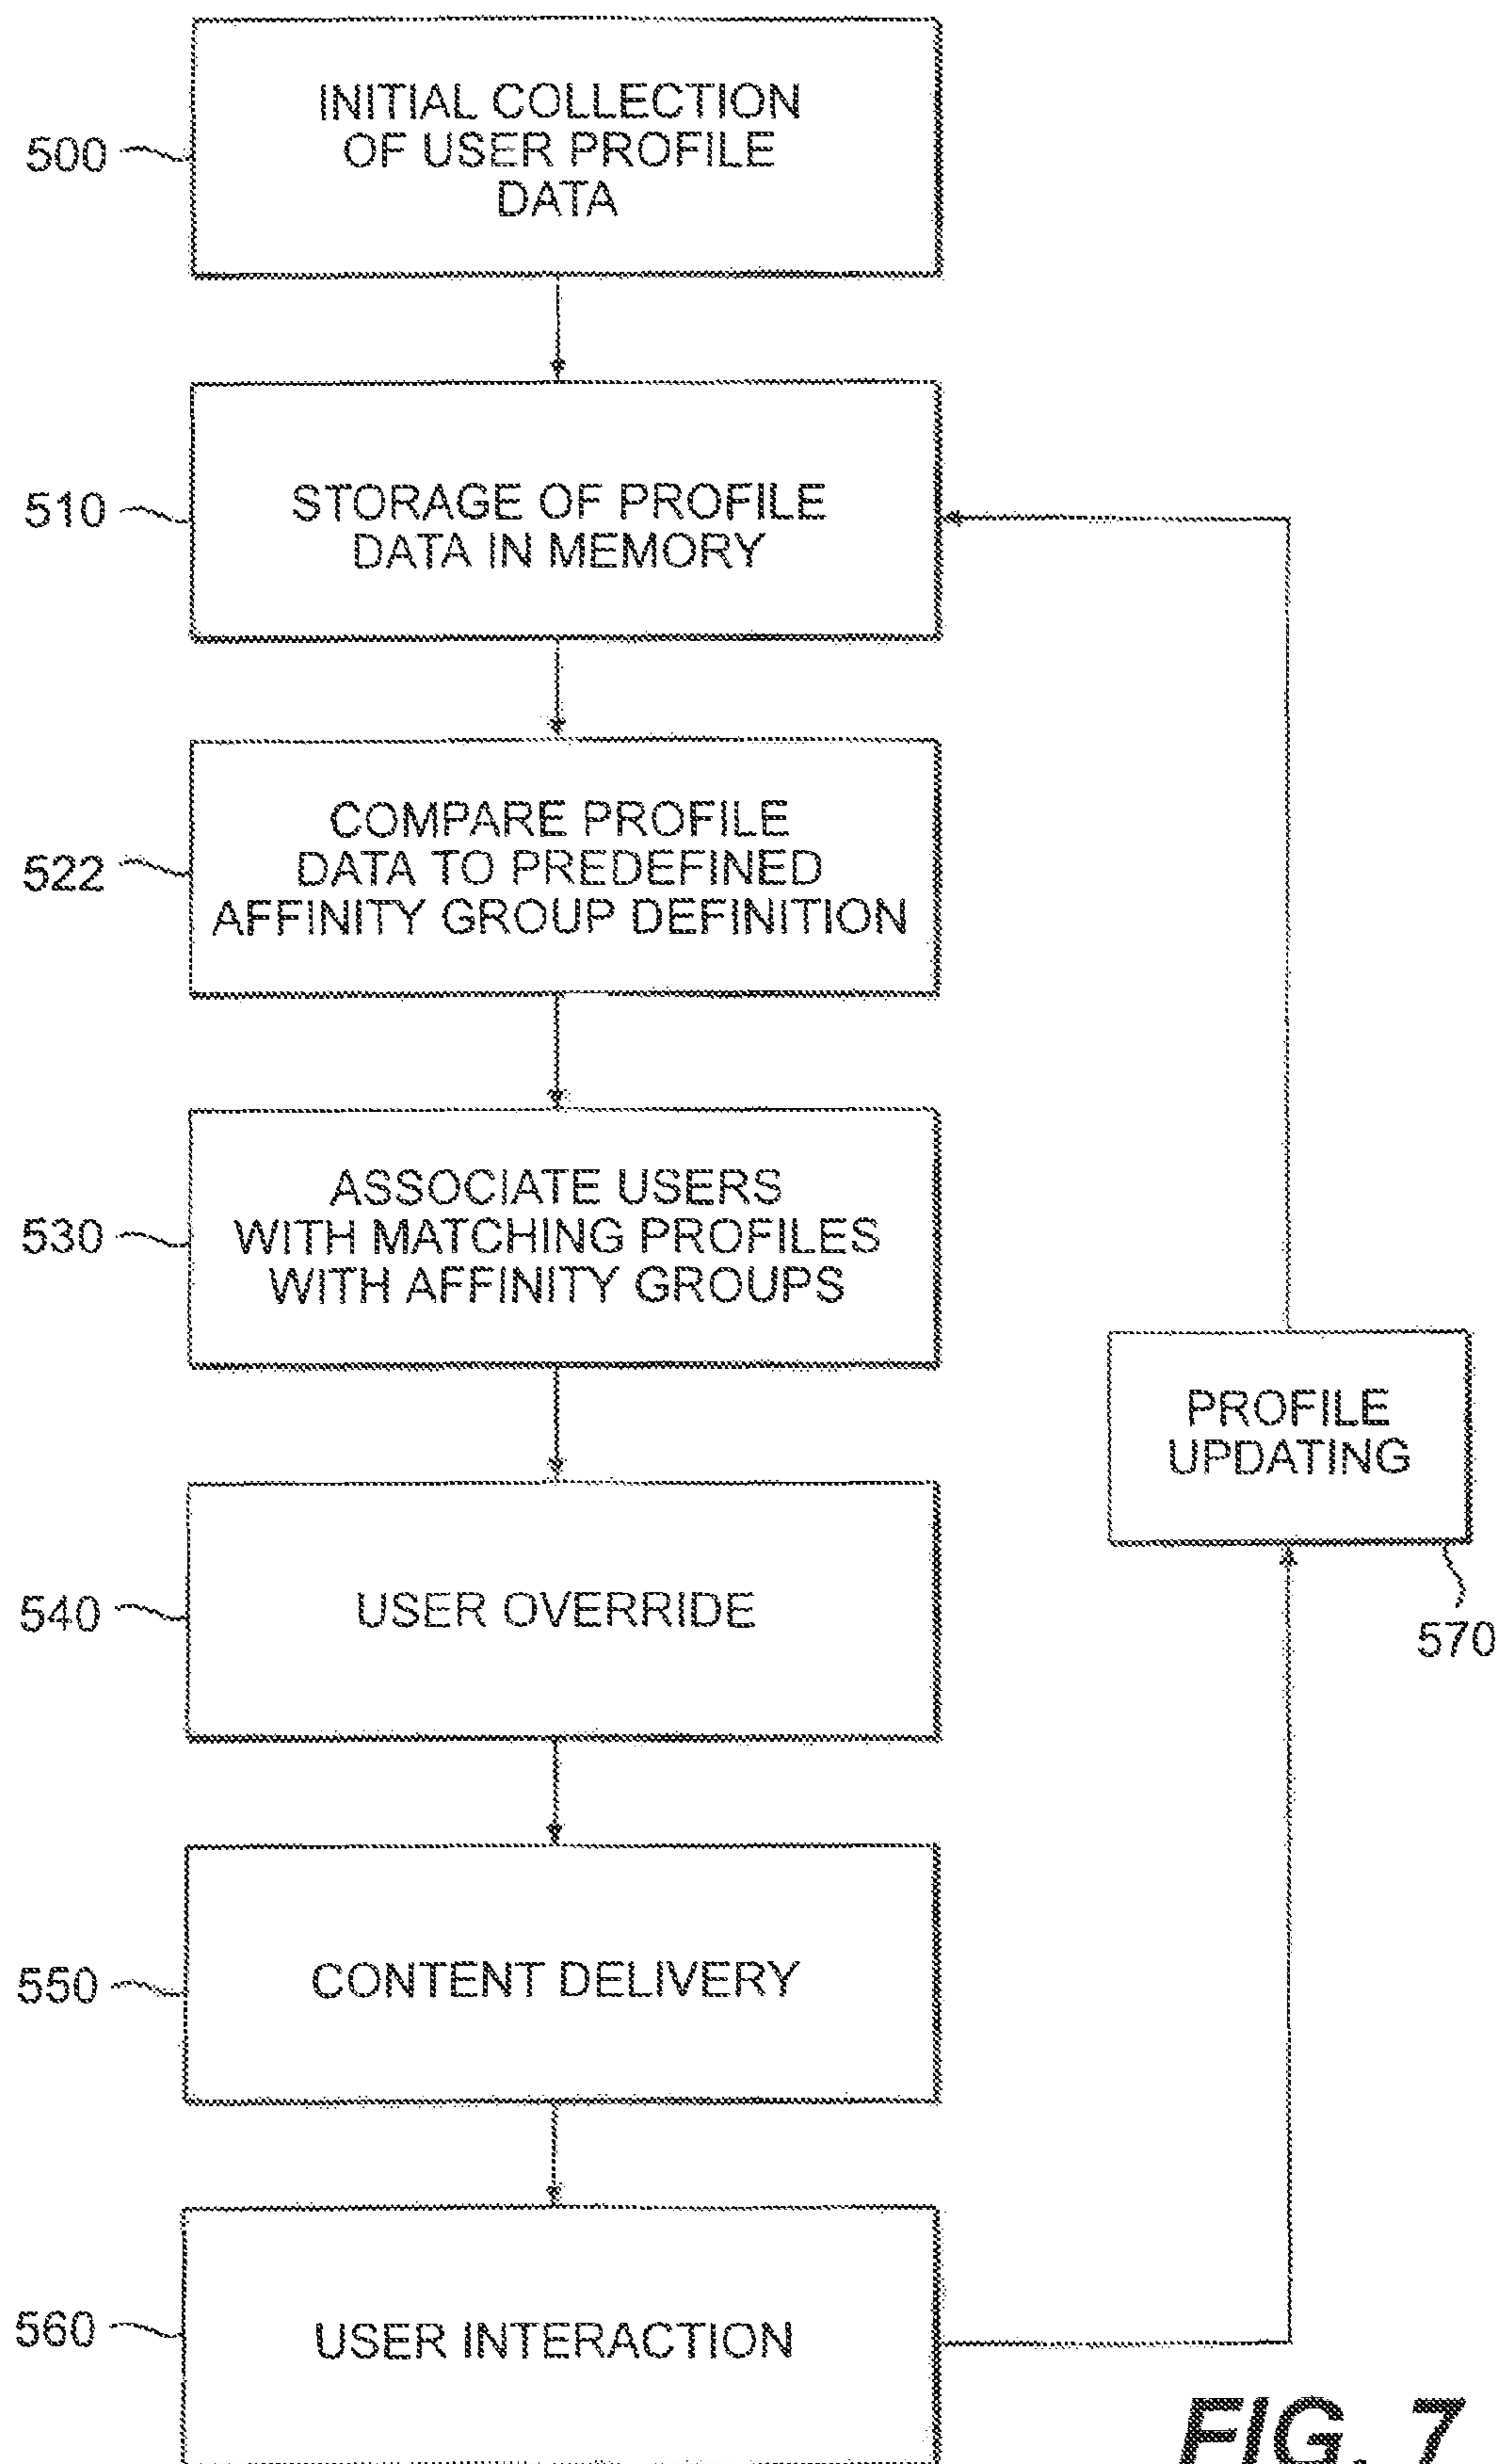 500
INITIAL COLLECTION
OF USER PROFILE
DATA
510
STORAGE OF PROFILE
DATA IN MEMORY
522
COMPARE PROFILE
DATA TO PREDEFINED
AFFINITY GROUP DEFINITION
530
ASSOCIATE USERS
WITH MATCHING PROFILES
WITH AFFINITY GROUPS
PROFILE
UPDATING
570
540
USER OVERRIDE
550
CONTENT DELIVERY
560
USER INTERACTION
FIG. 7